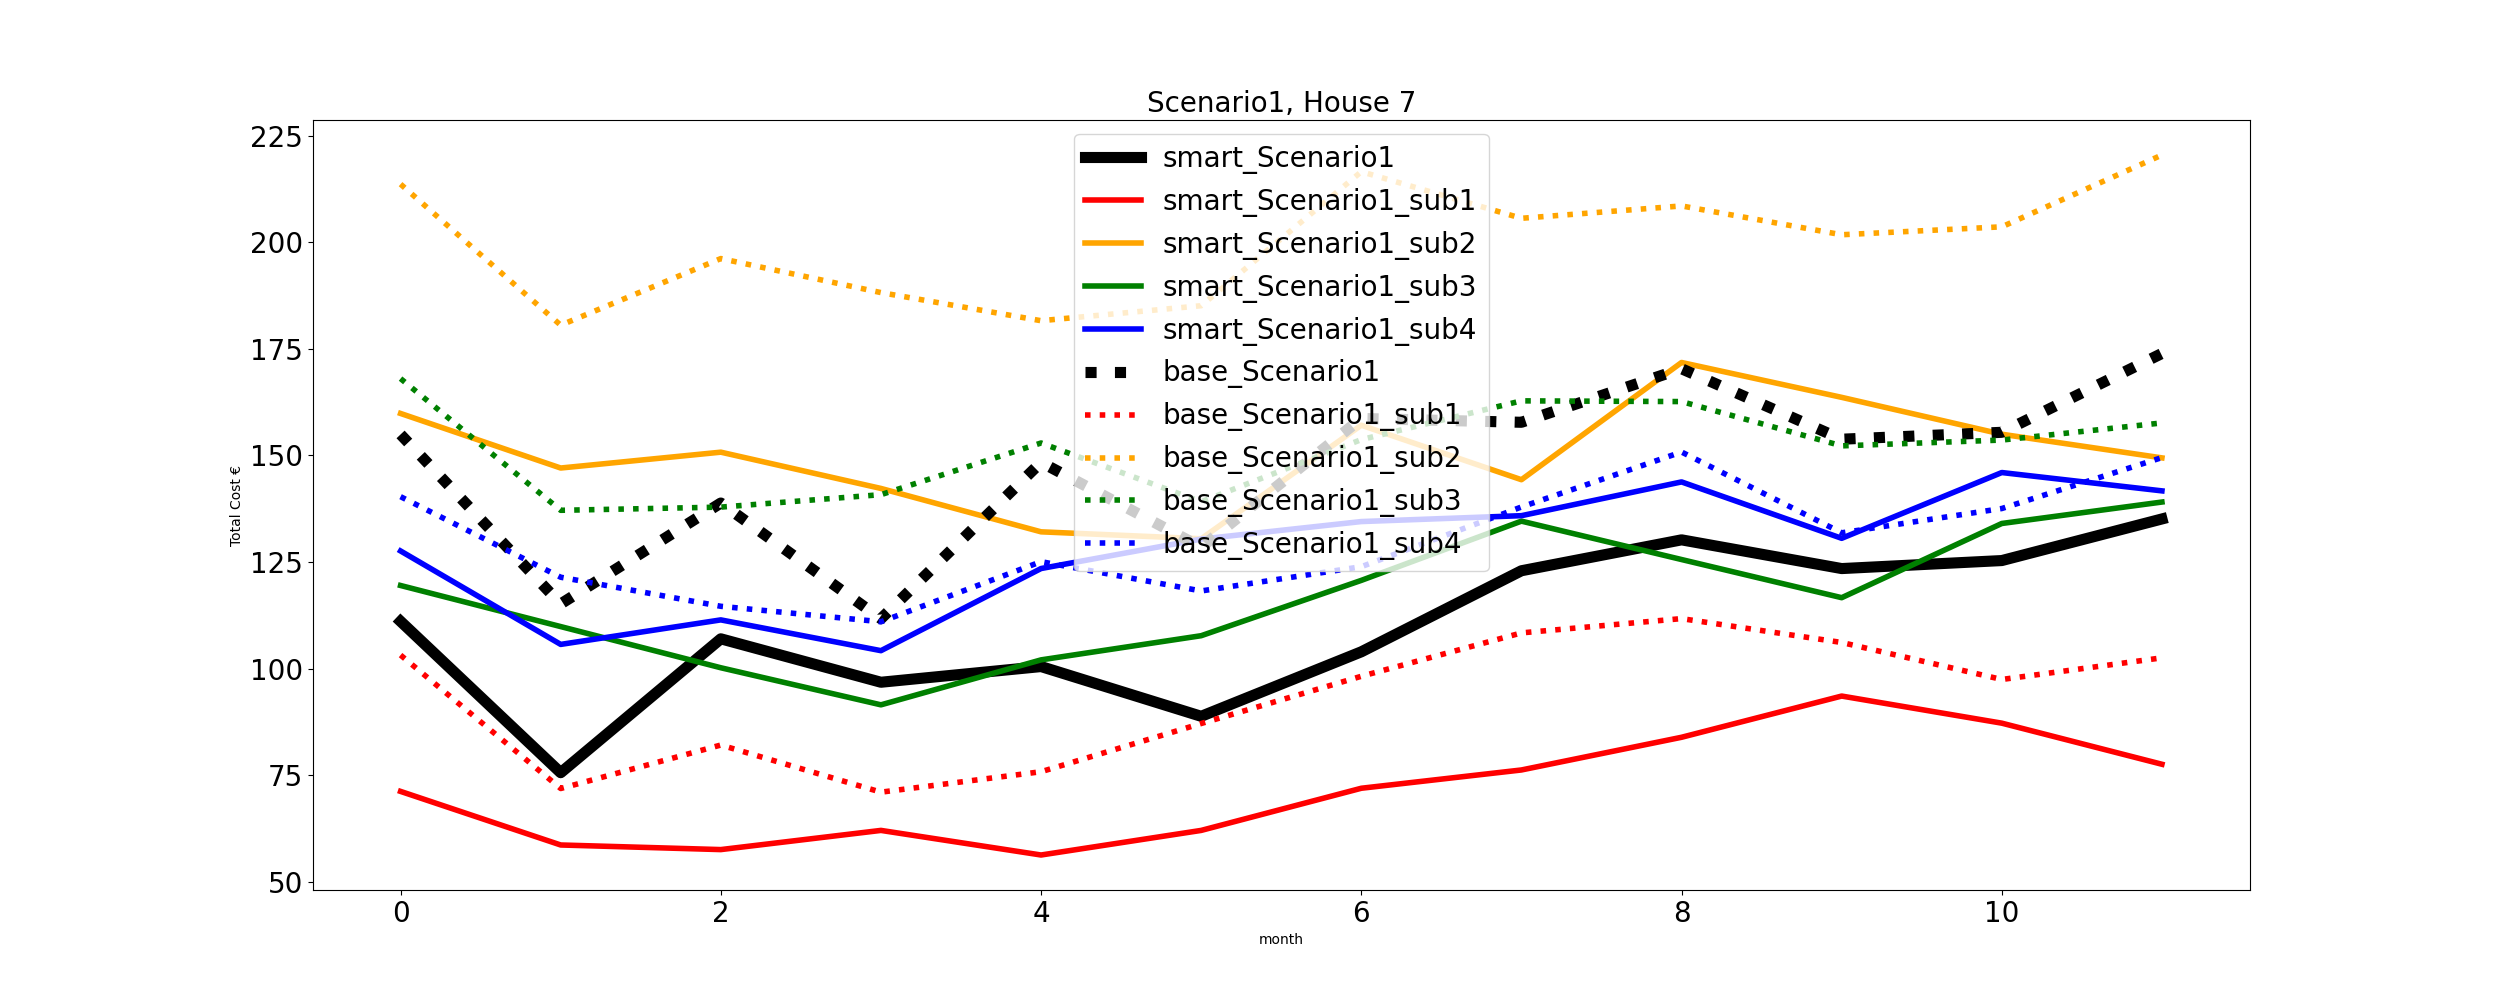 Scenario1, House 7
225
200
175
150
125
100
75
50
Total Cost €
smart_Scenario1
smart_Scenario1_sub1
smart_Scenario1_sub2
smart_Scenario1_sub3
smart_Scenario1_sub4
base_Scenario1
base_Scenario1_sub1
base_Scenario1_sub2
base_Scenario1_sub3
base_Scenario1_sub4
0 2 4 6 8 10
month